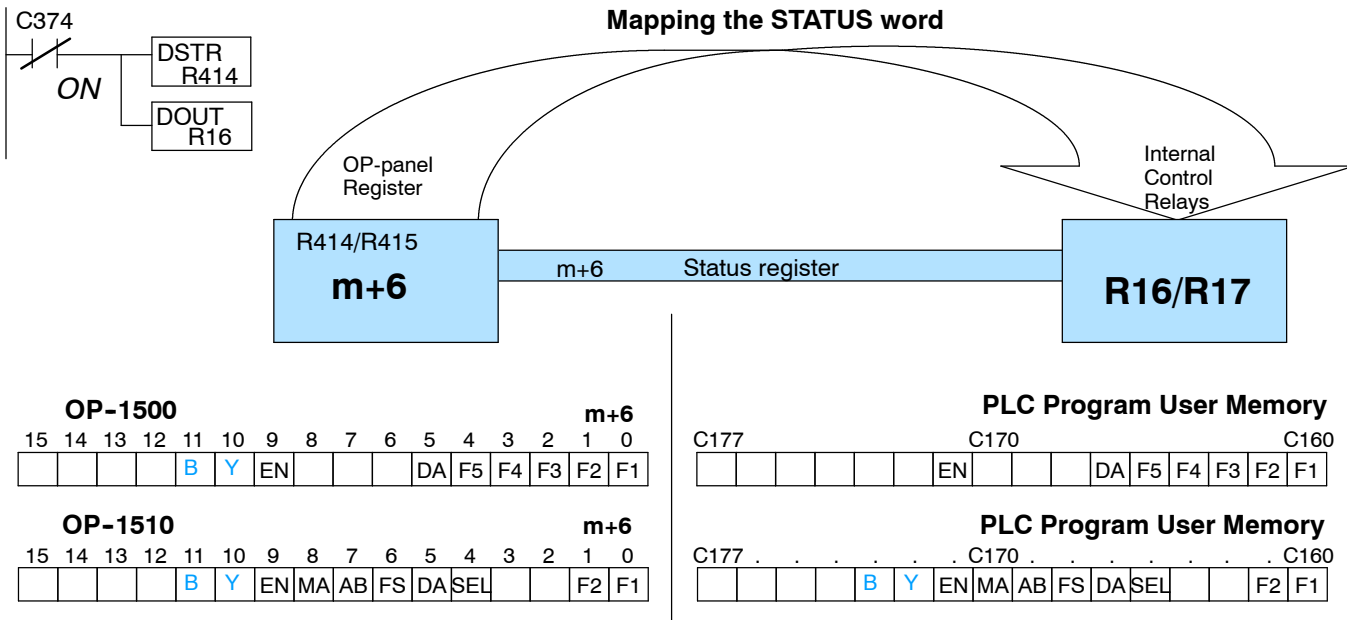 Mapping the STATUS word
C374
ON
DSTR
R414
DOUT
R16
OP-panel
Register
Internal
Control
Relays
R414/R415
m+6
m+6 Status register
R16/R17
OP-1500 m+6
15 14 13 12 11 10 9 8 7 6 5 4 3 2 1 0
B Y EN DA F5 F4 F3 F2 F1
PLC Program User Memory
C177 C170 C160
EN DA F5 F4 F3 F2 F1
OP-1510 m+6
15 14 13 12 11 10 9 8 7 6 5 4 3 2 1 0
B Y EN MA AB FS DA SEL F2 F1
PLC Program User Memory
C177 . . . . . . C170 . . . . . . . C160
B Y EN MA AB FS DA SEL F2 F1